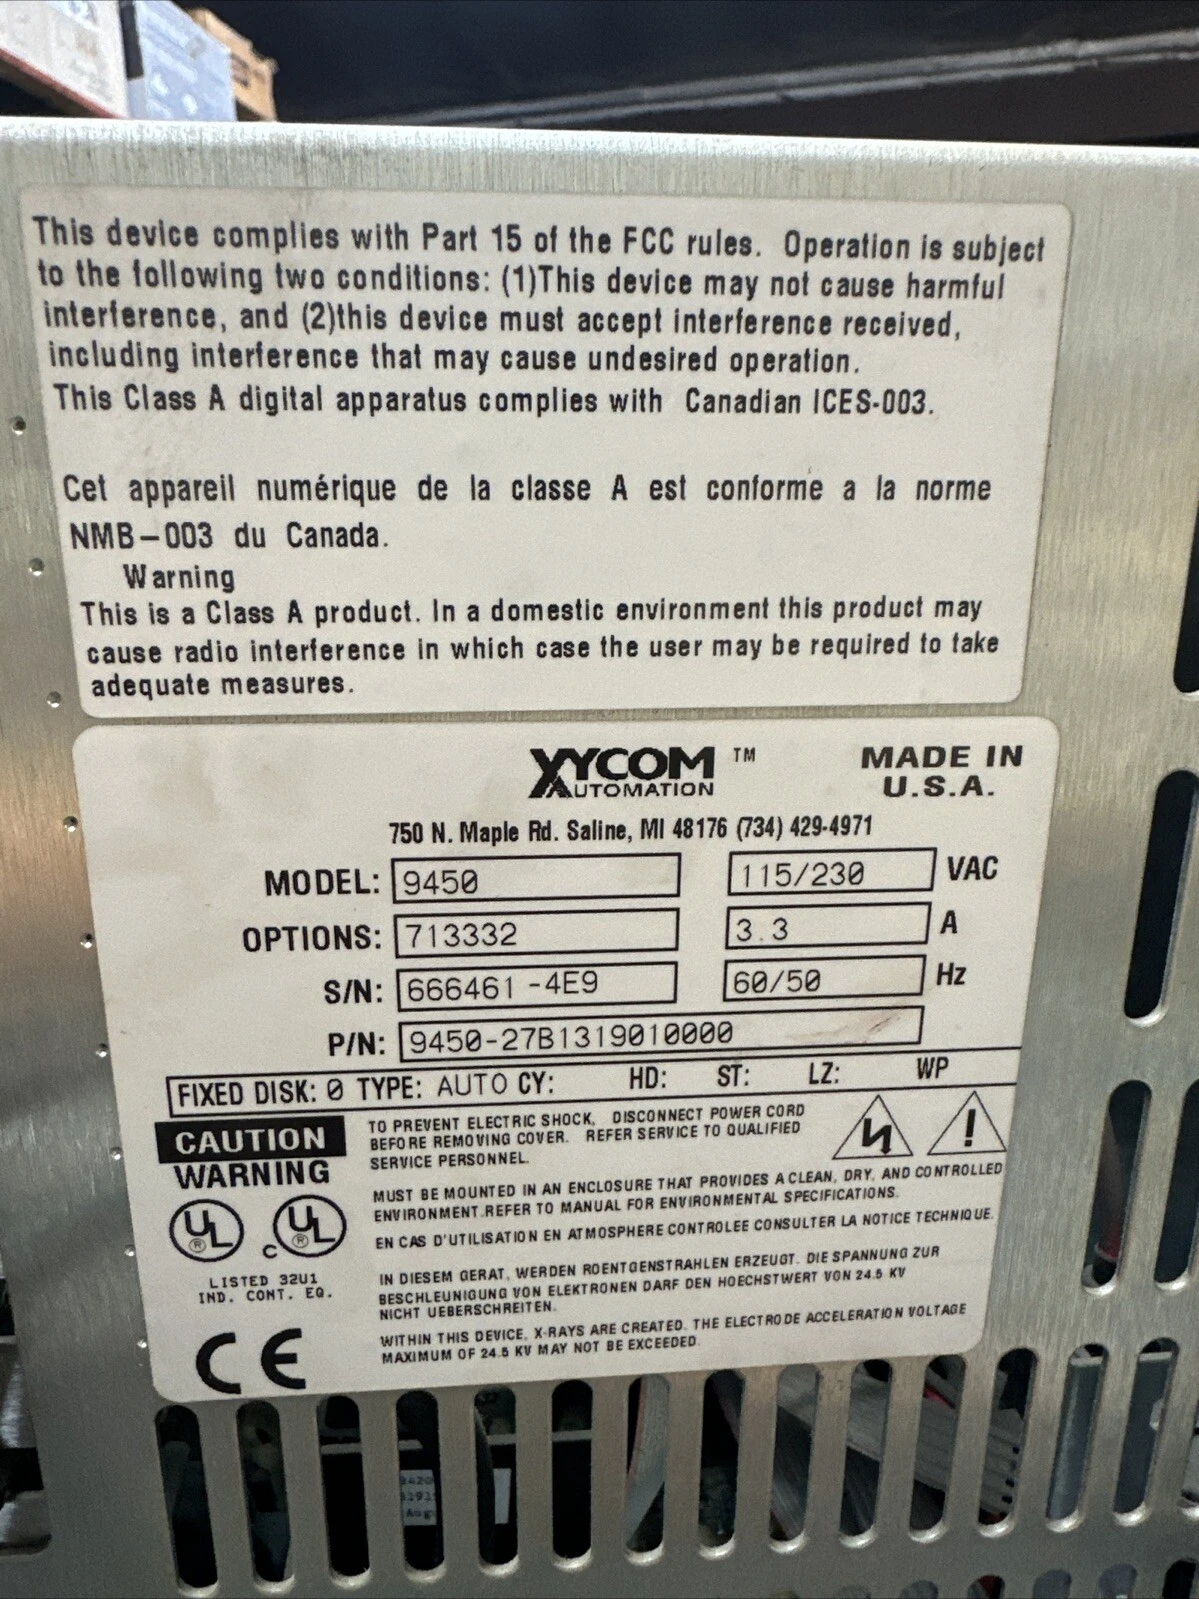 This device complies with Part 15 of the FCC rules. Operation is subject
to the following two conditions: (1)This device may not cause harmful
interference, and (2)this device must accept interference received,
including interference that may cause undesired operation.
This Class A digital apparatus complies with Canadian ICES-003.
Cet appareil numérique de la classe A est conforme a la norme
NMB-003 du Canada.
Warning
This is a Class A product. In a domestic environment this product may
cause radio interference in which case the user may be required to take
adequate measures.
XYCOM ™ MADE IN
AUTOMATION U.S.A.
750 N. Maple Rd. Saline, MI 48176 (734) 429-4971
MODEL: 9450 115/230 VAC
OPTIONS: 713332 3.3 A
S/N: 666461-4E9 60/50 Hz
P/N: 9450-27B1319010000
FIXED DISK: 0 TYPE: AUTO CY: HD: ST: LZ: WP
CAUTION
WARNING
TO PREVENT ELECTRIC SHOCK, DISCONNECT POWER CORD
BEFORE REMOVING COVER. REFER SERVICE TO QUALIFIED
SERVICE PERSONNEL.
MUST BE MOUNTED IN AN ENCLOSURE THAT PROVIDES A CLEAN, DRY, AND CONTROLLED
ENVIRONMENT.REFER TO MANUAL FOR ENVIRONMENTAL SPECIFICATIONS.
EN CAS D'UTILISATION EN ATMOSPHERE CONTROLEE CONSULTER LA NOTICE TECHNIQUE.
UL ® c UL ®
LISTED 32U1
IND. CONT. EQ.
CE
IN DIESEM GERAT, WERDEN ROENTGENSTRAHLEN ERZEUGT. DIE SPANNUNG ZUR
BESCHLEUNIGUNG VON ELEKTRONEN DARF DEN HOECHSTWERT VON 24.5 KV
NICHT UEBERSCHREITEN.
WITHIN THIS DEVICE, X-RAYS ARE CREATED. THE ELECTRODE ACCELERATION VOLTAGE
MAXIMUM OF 24.5 KV MAY NOT BE EXCEEDED.